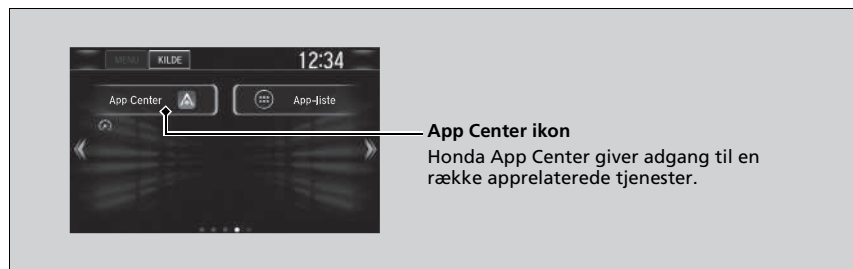 MENU KILDE 12:34
App Center App-liste
App Center ikon
Honda App Center giver adgang til en
række apprelaterede tjenester.